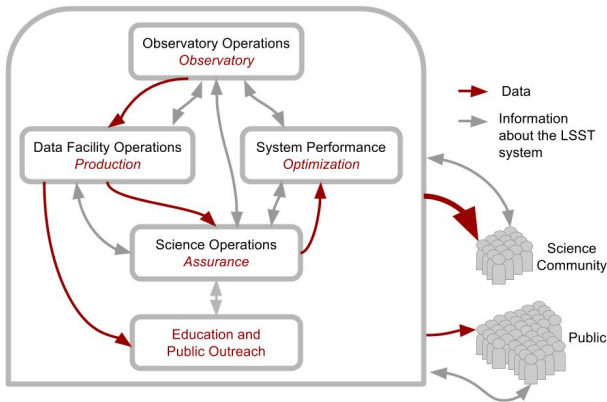 Observatory Operations
Observatory
Data Facility Operations
Production
System Performance
Optimization
Science Operations
Assurance
Education and
Public Outreach
Data
Information
about the LSST
system
Science
Community
Public